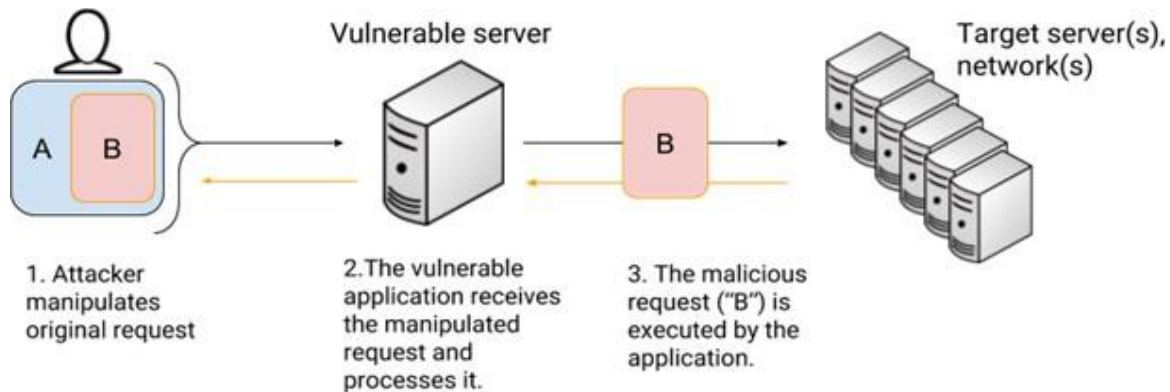 Vulnerable server
Target server(s),
network(s)
A
B
B
1. Attacker
manipulates
original request
2.The vulnerable
application receives
the manipulated
request and
processes it.
3. The malicious
request (“B”) is
executed by the
application.